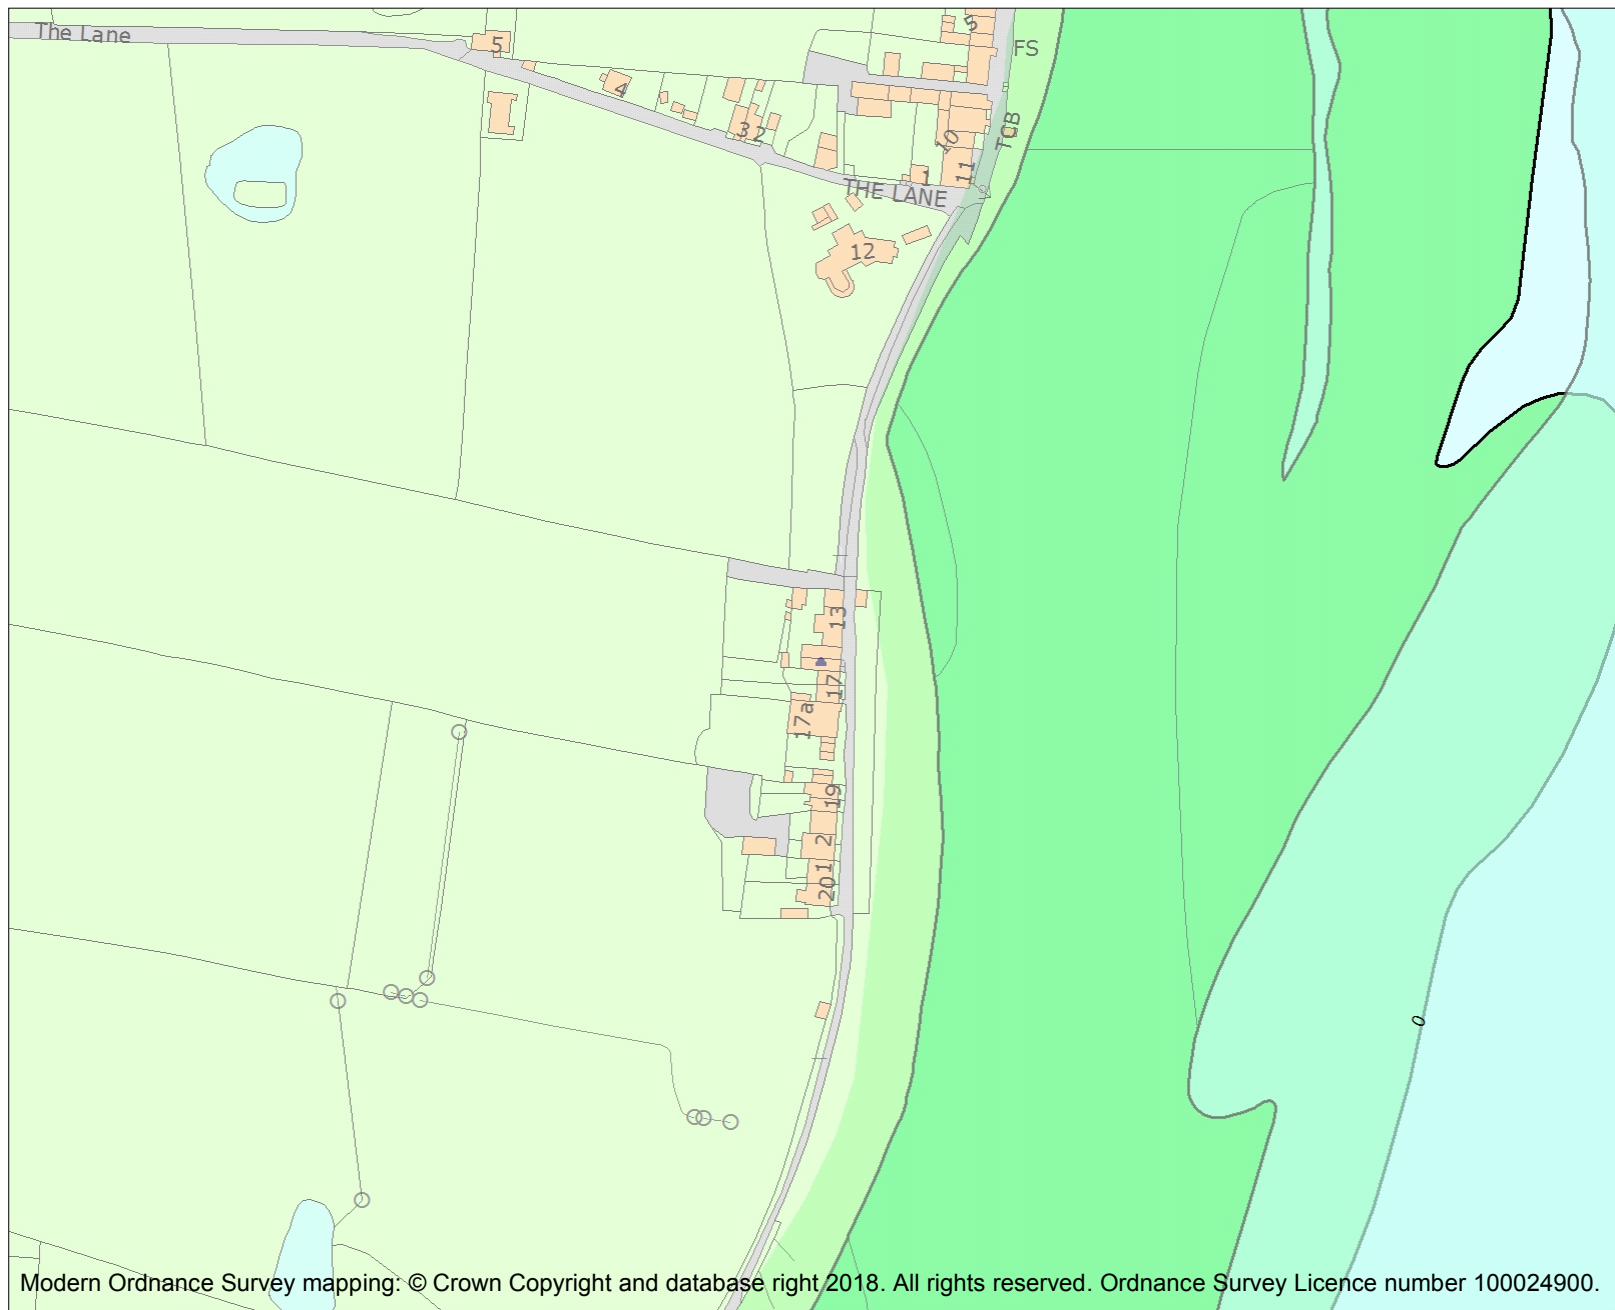 The Lane
5
5
FS
4
3
2
10
TCB
11
1
THE LANE
12
13
17
17a
19
2
1
20
0
Modern Ordnance Survey mapping: © Crown Copyright and database right 2018. All rights reserved. Ordnance Survey Licence number 100024900.